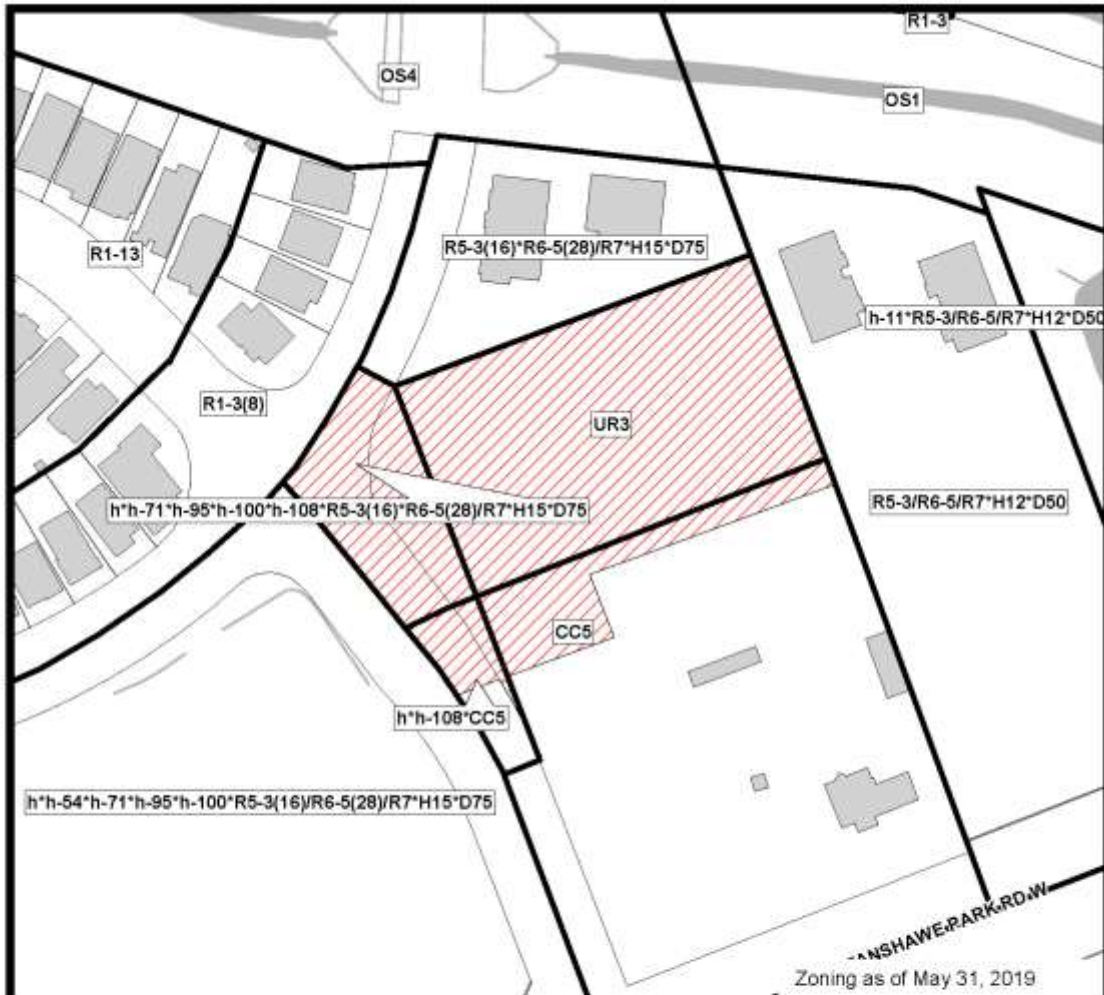 R1-3
OS4
OS1
R1-13
R5-3(16)*R6-5(28)/R7*H15*D75
h-11*R5-3/R6-5/R7*H12*D50
R1-3(8)
UR3
h*h-71*h-95*h-100*h-108*R5-3(16)*R6-5(28)/R7*H15*D75
R5-3/R6-5/R7*H12*D50
CC5
h*h-108*CC5
h*h-54*h-71*h-95*h-100*R5-3(16)/R6-5(28)/R7*H15*D75
ANSHAWE PARK RD W
Zoning as of May 31, 2019